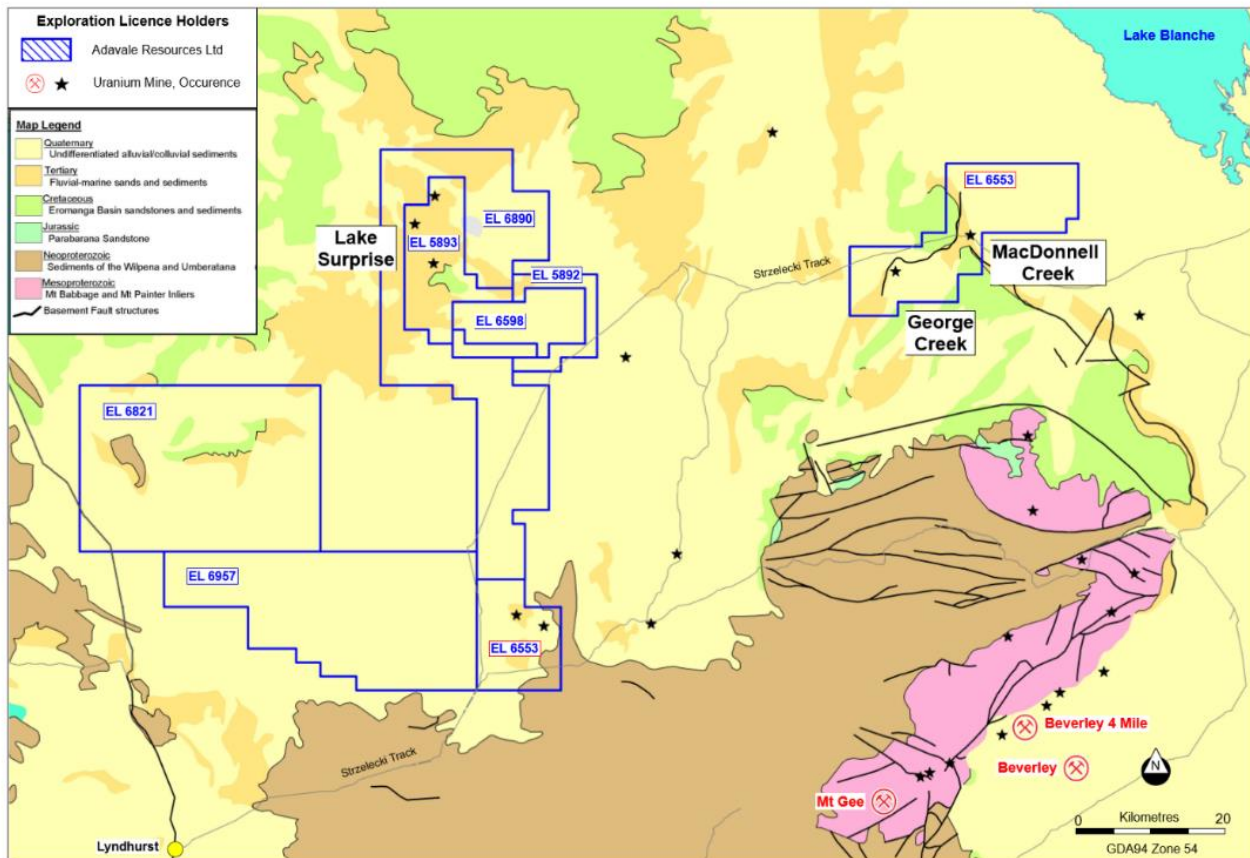 Exploration Licence Holders
Adavale Resources Ltd
Uranium Mine, Occurence
Map Legend
Quaternary
Undifferentiated alluvial/colluvial sediments
Tertiary
Fluvial-marine sands and sediments
Cretaceous
Eromanga Basin sandstones and sediments
Jurassic
Parabarana Sandstone
Neoproterozoic
Sediments of the Wilpena and Umberatana
Mesoproterozoic
Mt Babbage and Mt Painter Inliers
Basement Fault structures
Lake Blanche
EL 6553
EL 6890
EL 5893
Lake
Surprise
EL 5892
Strzelecki Track
MacDonnell
Creek
EL 6598
George
Creek
EL 6821
EL 6957
EL 6553
Beverley 4 Mile
Beverley
Mt Gee
N
Strzelecki Track
Lyndhurst
0 Kilometres 20
GDA94 Zone 54